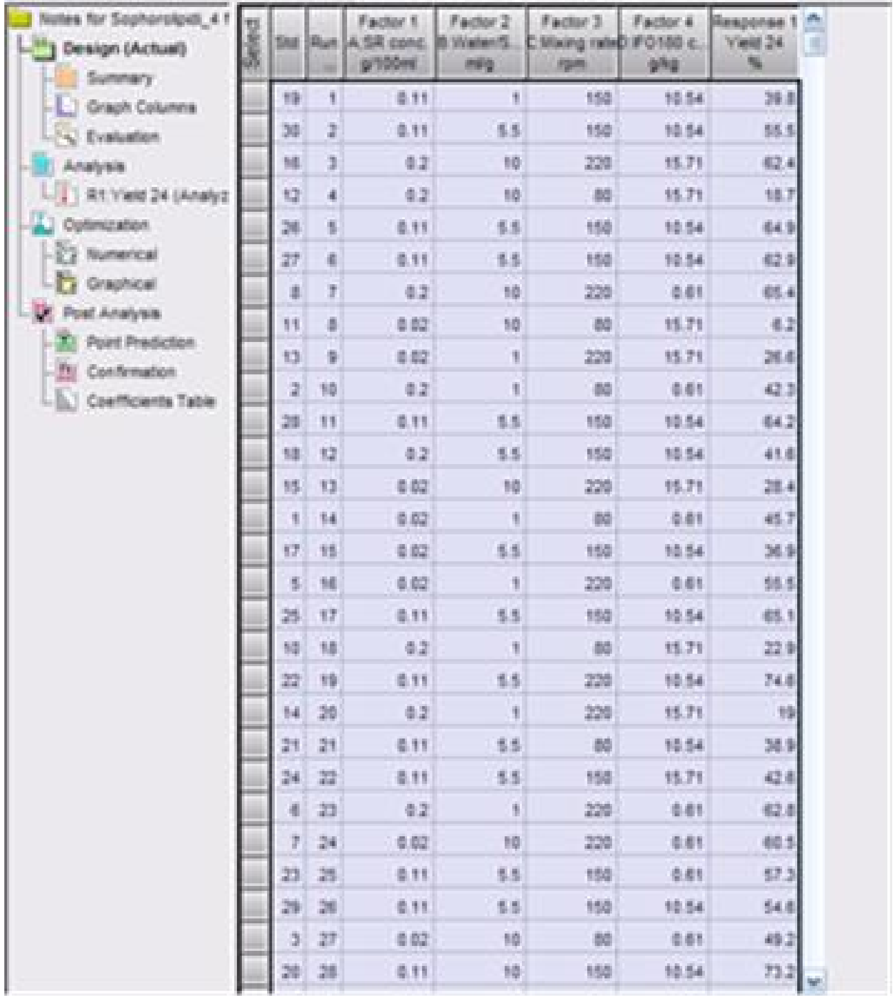 Notes for Sophorolipidi_4 f
Design (Actual)
Summary
Graph Columns
Evaluation
Analysis
R1:Yield 24 (Analyz
Optimization
Numerical
Graphical
Post Analysis
Point Prediction
Confirmation
Coefficients Table
Selected Std Run ... Factor 1 A:SR conc. g/100ml Factor 2 B:Water/S... ml/g Factor 3 C:Mixing rate rpm Factor 4 D:IFO180 c... g/kg Response 1 Yield 24 %
19 1 0.11 1 150 10.54 39.8
30 2 0.11 5.5 150 10.54 55.5
16 3 0.2 10 220 15.71 62.4
12 4 0.2 10 80 15.71 18.7
26 5 0.11 5.5 150 10.54 64.9
27 6 0.11 5.5 150 10.54 62.9
8 7 0.2 10 220 0.61 65.4
11 8 0.02 10 80 15.71 6.2
13 9 0.02 1 220 15.71 26.6
2 10 0.2 1 80 0.61 42.3
28 11 0.11 5.5 150 10.54 64.2
18 12 0.2 5.5 150 10.54 41.6
15 13 0.02 10 220 15.71 28.4
1 14 0.02 1 80 0.61 45.7
17 15 0.02 5.5 150 10.54 36.9
5 16 0.02 1 220 0.61 55.5
25 17 0.11 5.5 150 10.54 65.1
10 18 0.2 1 80 15.71 22.9
22 19 0.11 5.5 220 10.54 74.6
14 20 0.2 1 220 15.71 19
21 21 0.11 5.5 80 10.54 38.9
24 22 0.11 5.5 150 15.71 42.6
6 23 0.2 1 220 0.61 62.8
7 24 0.02 10 220 0.61 60.5
23 25 0.11 5.5 150 0.61 57.3
29 26 0.11 5.5 150 10.54 54.6
3 27 0.02 10 80 0.61 49.2
20 28 0.11 10 150 10.54 73.2